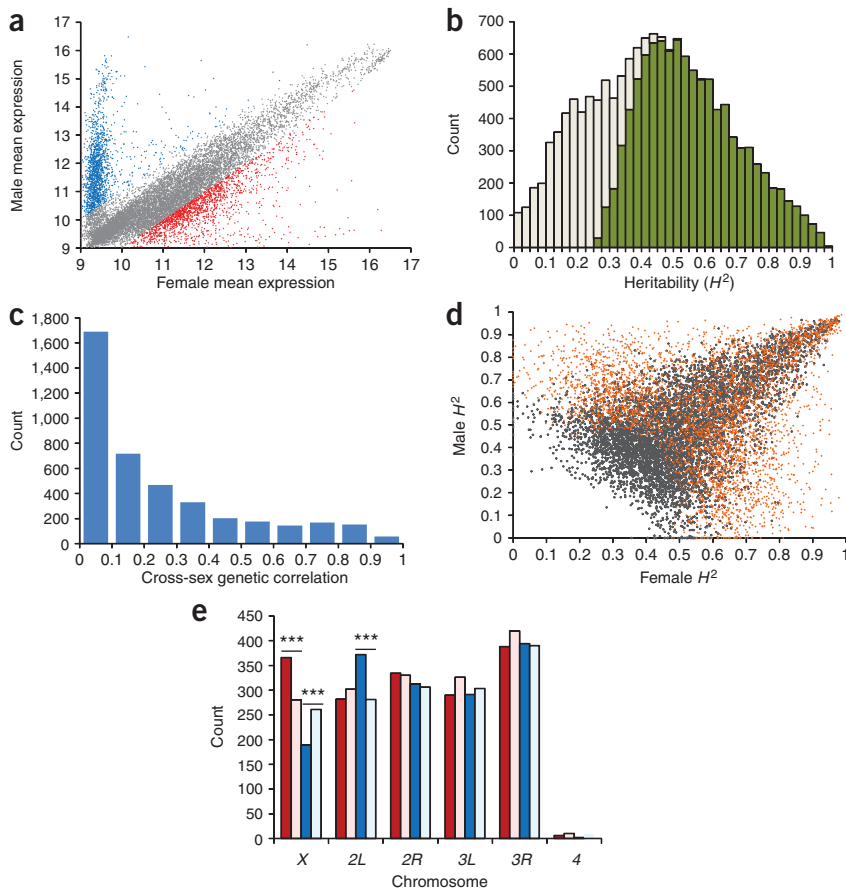 a
17
16
15
14
13
12
11
10
9
Male mean expression
9 10 11 12 13 14 15 16 17
Female mean expression
b
700
600
500
400
300
200
100
0
Count
0 0.1 0.2 0.3 0.4 0.5 0.6 0.7 0.8 0.9 1
Heritability (H²)
c
1,800
1,600
1,400
1,200
1,000
800
600
400
200
0
Count
0 0.1 0.2 0.3 0.4 0.5 0.6 0.7 0.8 0.9 1
Cross-sex genetic correlation
d
1
0.9
0.8
0.7
0.6
0.5
0.4
0.3
0.2
0.1
0
Male H²
0 0.1 0.2 0.3 0.4 0.5 0.6 0.7 0.8 0.9 1
Female H²
e
450
400
350
300
250
200
150
100
50
0
Count
***
***
***
X 2L 2R 3L 3R 4
Chromosome